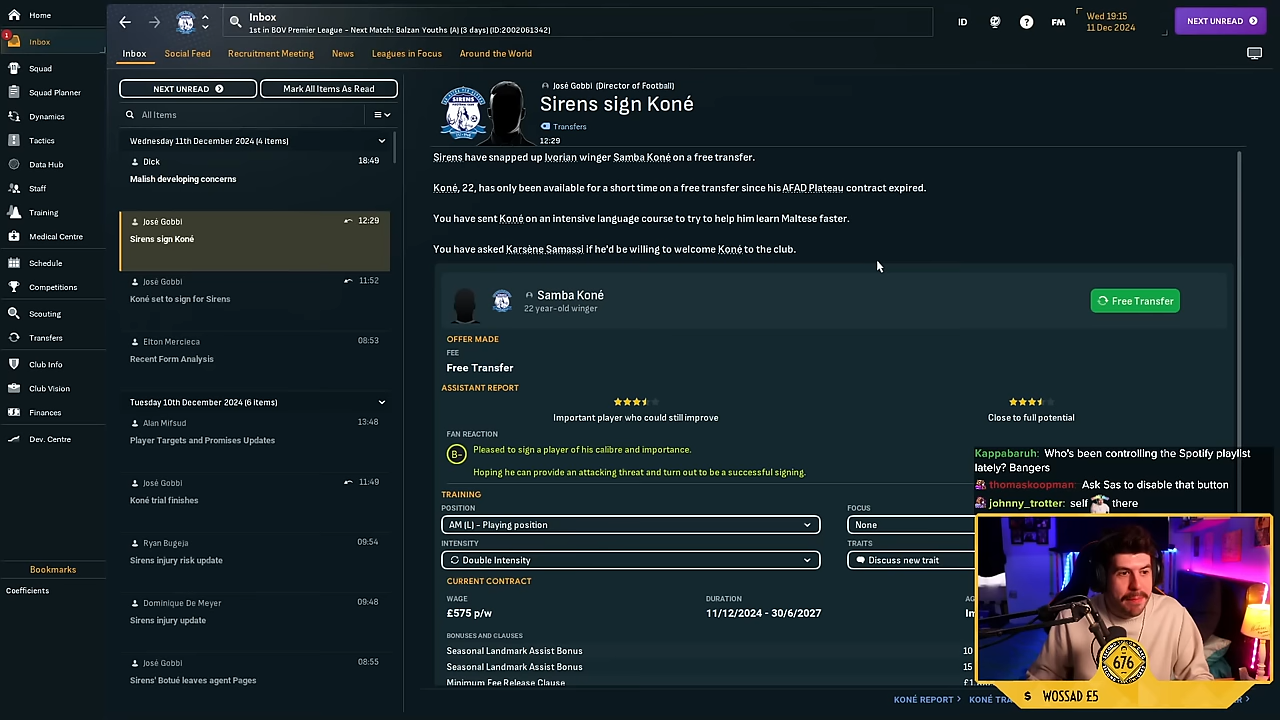 Home
1
Inbox
Squad
Squad Planner
Dynamics
Tactics
Data Hub
Staff
Training
Medical Centre
Schedule
Competitions
Scouting
Transfers
Club Info
Club Vision
Finances
Dev. Centre
Bookmarks
Coefficients
Inbox
1st in BOV Premier League - Next Match: Balzan Youths (A) (3 days) (ID:2002061342)
ID
?
FM
Wed 19:15
11 Dec 2024
NEXT UNREAD
Inbox
Social Feed
Recruitment Meeting
News
Leagues in Focus
Around the World
NEXT UNREAD
Mark All Items As Read
All Items
Wednesday 11th December 2024 (4 items)
Dick 18:49
Malish developing concerns
José Gobbi 12:29
Sirens sign Koné
José Gobbi 11:52
Koné set to sign for Sirens
Elton Mercieca 08:53
Recent Form Analysis
Tuesday 10th December 2024 (6 items)
Alan Mifsud 13:48
Player Targets and Promises Updates
José Gobbi 11:49
Koné trial finishes
Ryan Bugeja 09:54
Sirens injury risk update
Dominique De Meyer 09:48
Sirens injury update
José Gobbi 08:55
Sirens' Botué leaves agent Pages
SIRENS
José Gobbi (Director of Football)
Sirens sign Koné
Transfers
12:29
Sirens have snapped up Ivorian winger Samba Koné on a free transfer.
Koné, 22, has only been available for a short time on a free transfer since his AFAD Plateau contract expired.
You have sent Koné on an intensive language course to try to help him learn Maltese faster.
You have asked Karsène Samassi if he'd be willing to welcome Koné to the club.
Samba Koné
22 year-old winger
Free Transfer
OFFER MADE
FEE
Free Transfer
ASSISTANT REPORT
Important player who could still improve
Close to full potential
FAN REACTION
B-
Pleased to sign a player of his calibre and importance.
Hoping he can provide an attacking threat and turn out to be a successful signing.
TRAINING
POSITION
FOCUS
AM (L) - Playing position
None
INTENSITY
TRAITS
Double Intensity
Discuss new trait
CURRENT CONTRACT
WAGE
DURATION
£575 p/w
11/12/2024 - 30/6/2027
BONUSES AND CLAUSES
Seasonal Landmark Assist Bonus
10
Seasonal Landmark Assist Bonus
15
Minimum Fee Release Clause
KONÉ REPORT
Kappabaruh: Who's been controlling the Spotify playlist
lately? Bangers
thomaskoopman: Ask Sas to disable that button
johnny_trotter: self there
676
$ WOSSAD £5